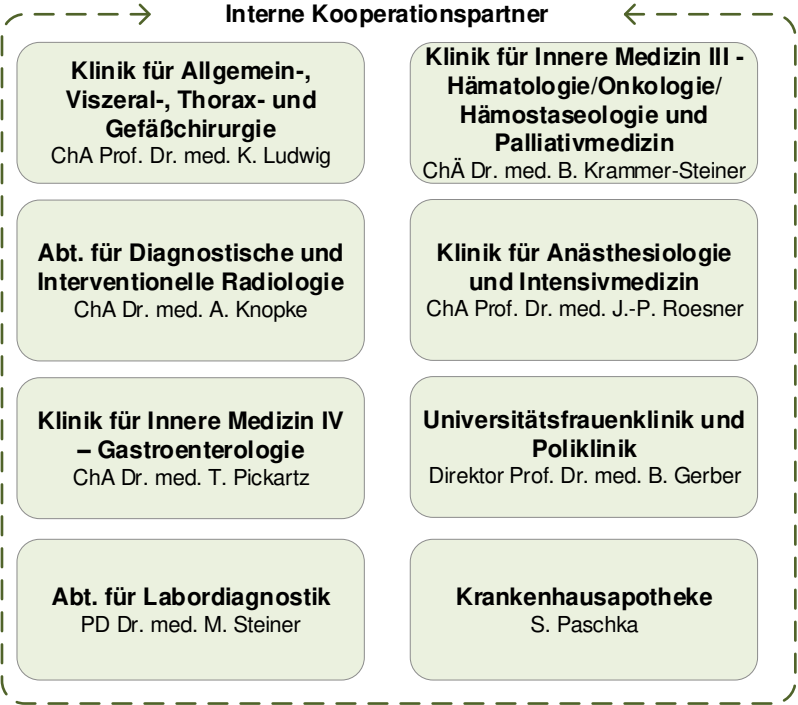 Interne Kooperationspartner
Klinik für Allgemein-,
Viszeral-, Thorax- und
Gefäßchirurgie
ChA Prof. Dr. med. K. Ludwig
Klinik für Innere Medizin III -
Hämatologie/Onkologie/
Hämostaseologie und
Palliativmedizin
ChÄ Dr. med. B. Krammer-Steiner
Abt. für Diagnostische und
Interventionelle Radiologie
ChA Dr. med. A. Knopke
Klinik für Anästhesiologie
und Intensivmedizin
ChA Prof. Dr. med. J.-P. Roesner
Klinik für Innere Medizin IV
– Gastroenterologie
ChA Dr. med. T. Pickartz
Universitätsfrauenklinik und
Poliklinik
Direktor Prof. Dr. med. B. Gerber
Abt. für Labordiagnostik
PD Dr. med. M. Steiner
Krankenhausapotheke
S. Paschka